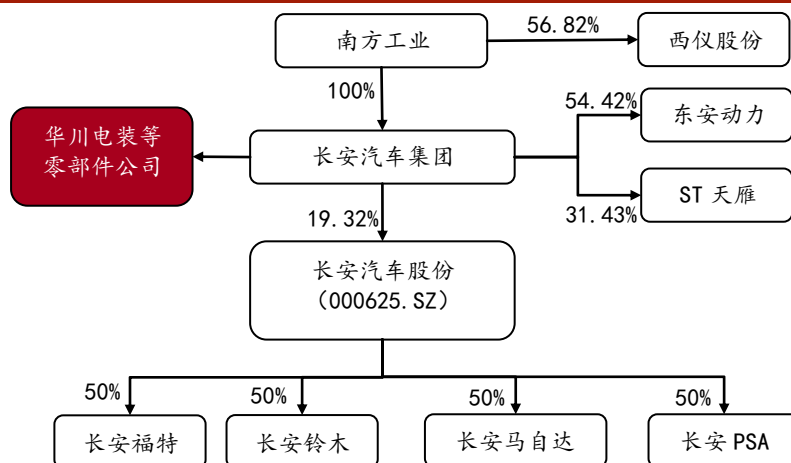 南方工业
56.82%
西仪股份
100%
54.42%
东安动力
华川电装等
零部件公司
长安汽车集团
ST 天雁
31.43%
19.32%
长安汽车股份
(000625.SZ)
50%
50%
50%
50%
长安福特
长安铃木
长安马自达
长安 PSA